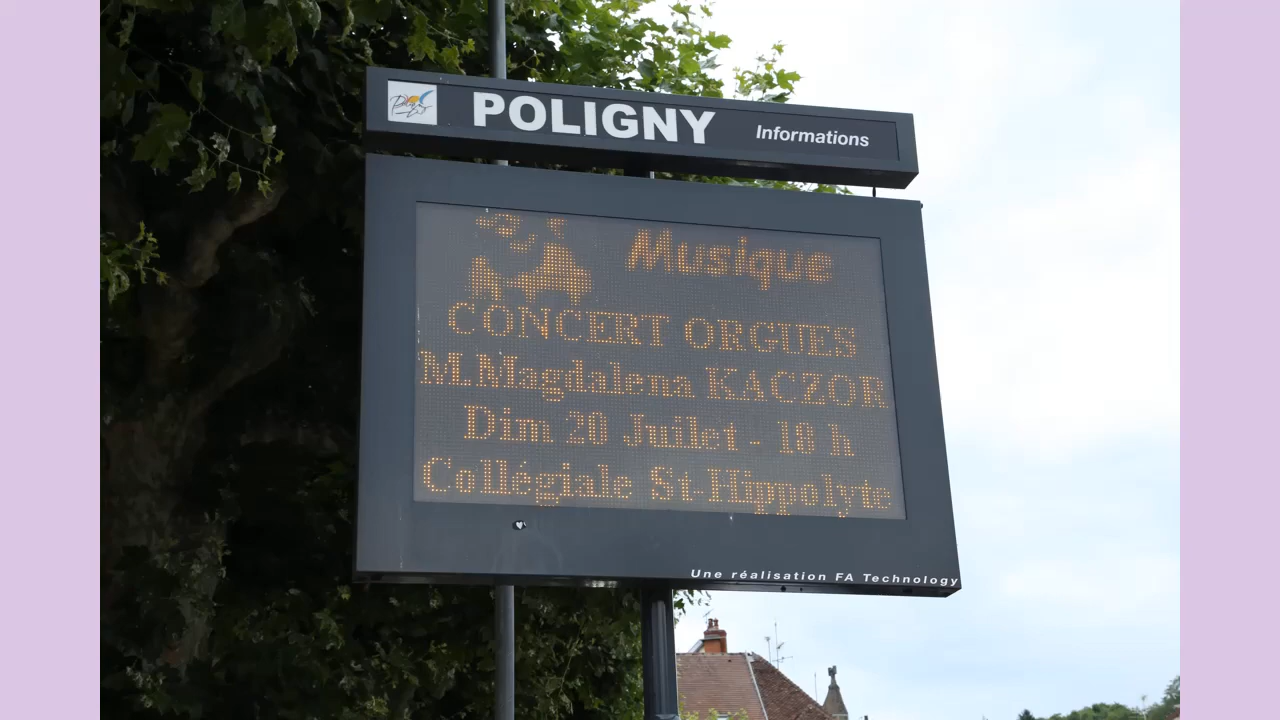 POLIGNY Informations
Musique
CONCERT ORGUES
M.Magdalena KACZOR
Dim 20 Juilet - 18 h
Collégiale St-Hippolyte
Une réalisation FA Technology